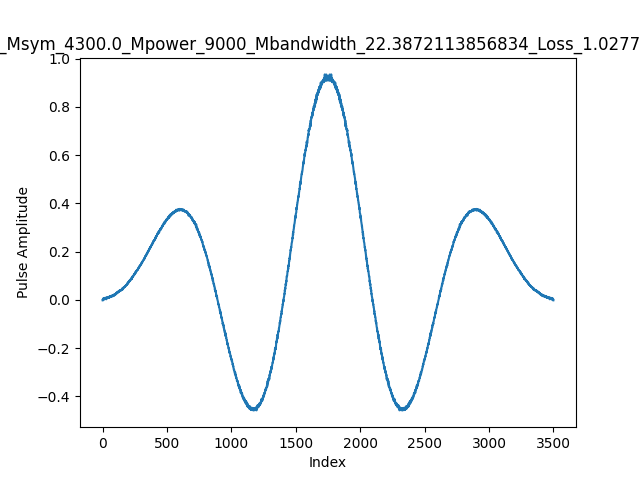 _Msym_4300.0_Mpower_9000_Mbandwidth_22.3872113856834_Loss_1.0277
1.0
0.8
0.6
0.4
0.2
0.0
−0.2
−0.4
Pulse Amplitude
0 500 1000 1500 2000 2500 3000 3500
Index